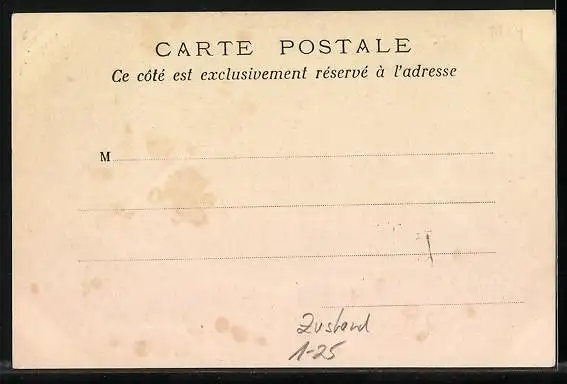 CARTE POSTALE
Ce côté est exclusivement réservé à l'adresse
M
Zustand
1-25